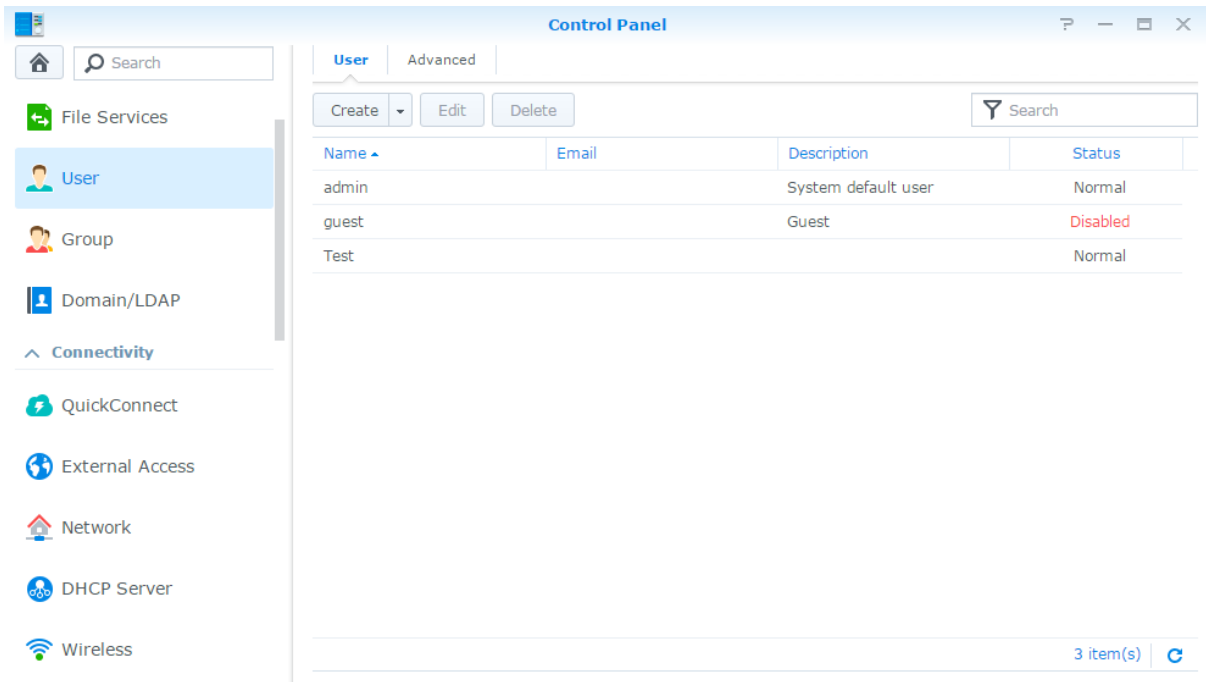 Control Panel
Search
File Services
User
Group
Domain/LDAP
Connectivity
QuickConnect
External Access
Network
DHCP Server
Wireless
User Advanced
Create Edit Delete Search
Name Email Description Status
admin System default user Normal
guest Guest Disabled
Test Normal
3 item(s)